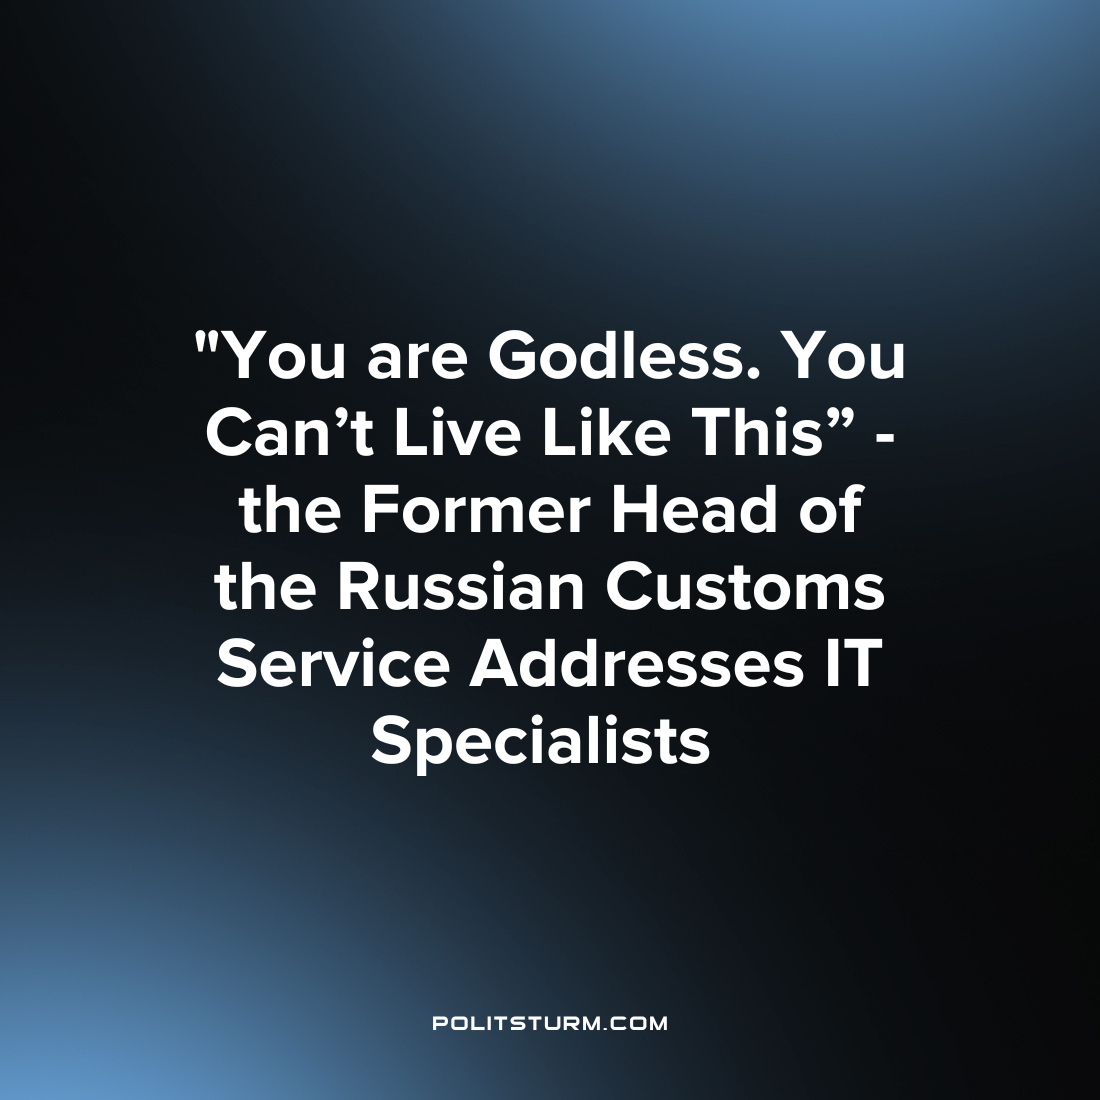 "You are Godless. You
Can’t Live Like This” -
the Former Head of
the Russian Customs
Service Addresses IT
Specialists
POLITSTURM.COM